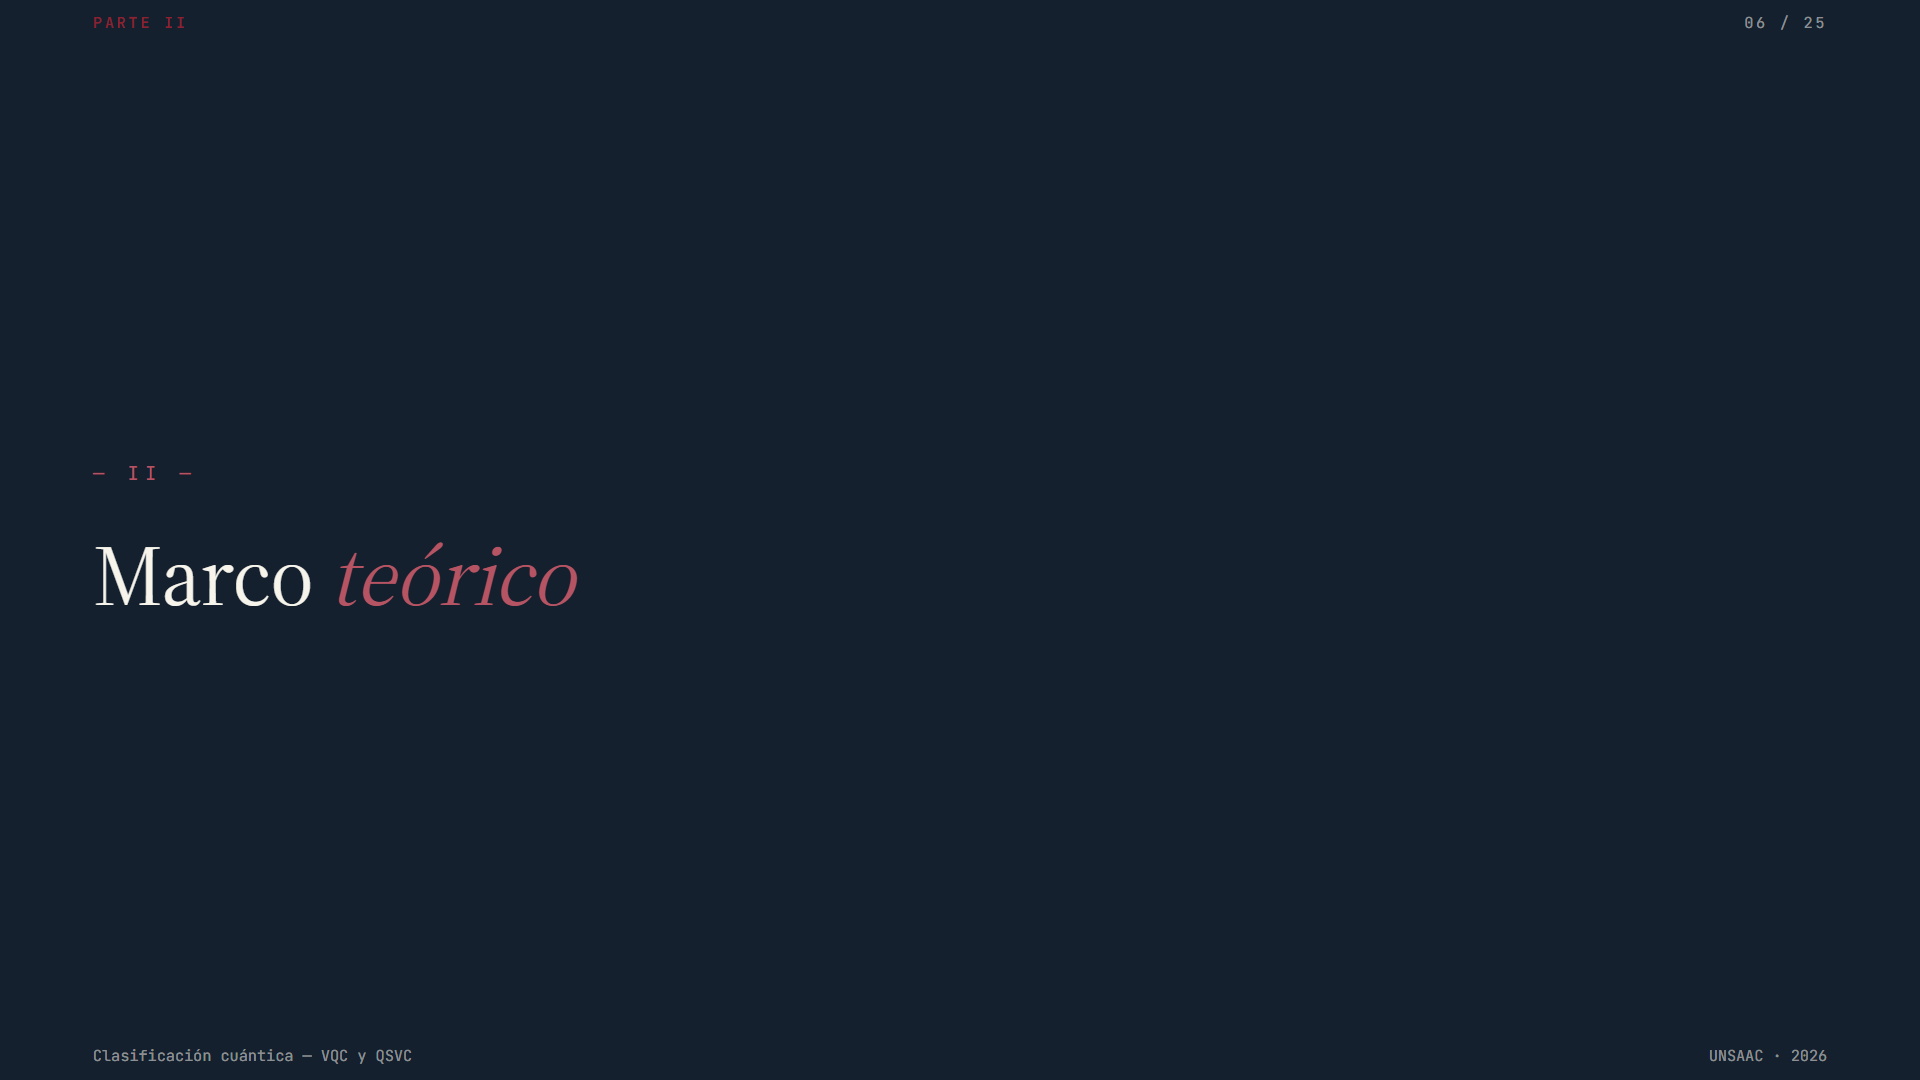 PARTE II
06 / 25
— II —
Marco teórico
Clasificación cuántica — VQC y QSVC
UNSAAC · 2026